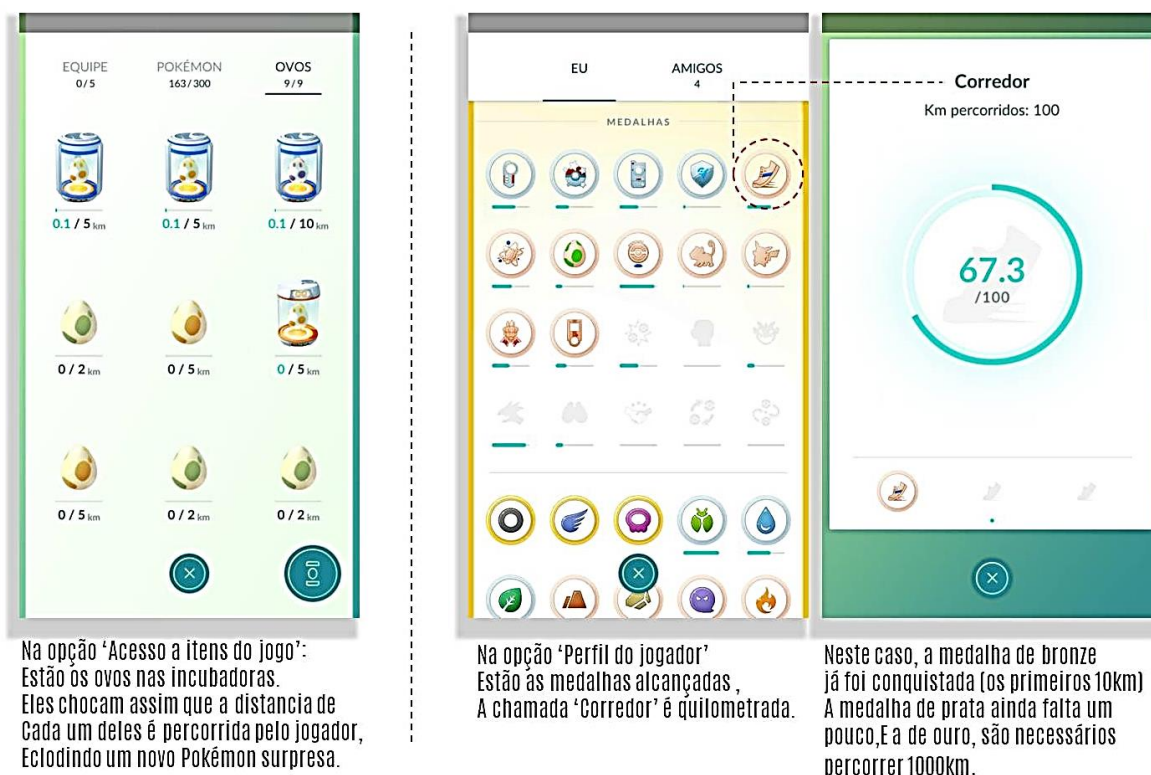 EQUIPE
0/5
POKÉMON
163/300
OVOS
9/9
0.1 / 5 km
0.1 / 5 km
0.1 / 10 km
0 / 2 km
0 / 5 km
0 / 5 km
0 / 5 km
0 / 2 km
0 / 2 km
Na opção ‘Acesso a itens do jogo’:
Estão os ovos nas incubadoras.
Eles chocam assim que a distancia de
Cada um deles é percorrida pelo jogador,
Eclodindo um novo Pokémon surpresa.
EU
AMIGOS
4
MEDALHAS
Na opção ‘Perfil do jogador’
Estão as medalhas alcançadas ,
A chamada ‘Corredor’ é quilometrada.
Corredor
Km percorridos: 100
67.3
/100
Neste caso, a medalha de bronze
já foi conquistada (os primeiros 10km)
A medalha de prata ainda falta um
pouco,E a de ouro, são necessários
percorrer 1000km.